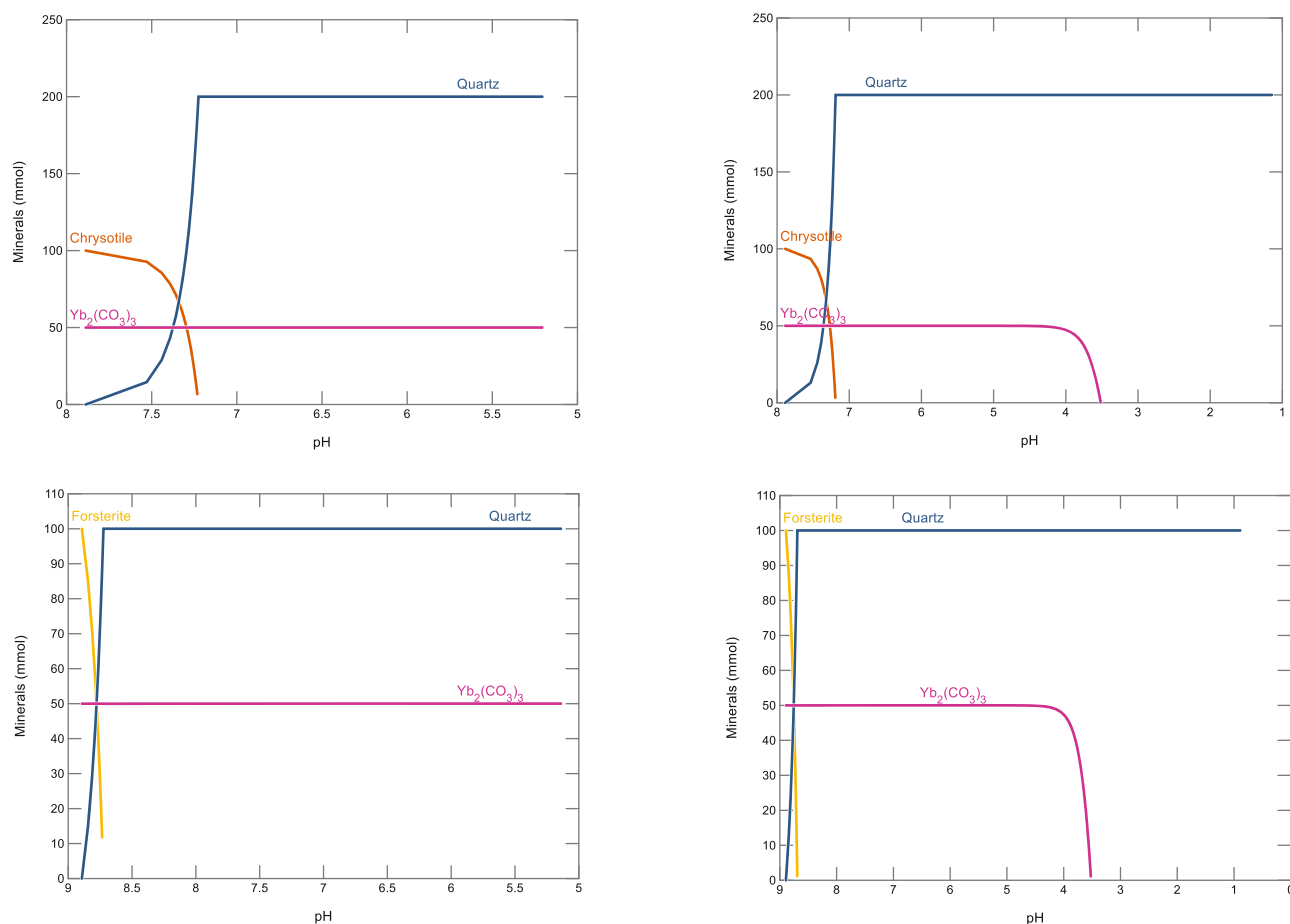 250
200
150
100
50
0
Minerals (mmol)
Quartz
Chrysotile
Yb2(CO3)3
8 7.5 7 6.5 6 5.5 5
pH
250
200
150
100
50
0
Minerals (mmol)
Quartz
Chrysotile
Yb2(CO3)3
8 7 6 5 4 3 2 1
pH
110
100
90
80
70
60
50
40
30
20
10
0
Minerals (mmol)
Forsterite Quartz
Yb2(CO3)3
9 8.5 8 7.5 7 6.5 6 5.5 5
pH
110
100
90
80
70
60
50
40
30
20
10
0
Minerals (mmol)
Forsterite Quartz
Yb2(CO3)3
9 8 7 6 5 4 3 2 1 0
pH